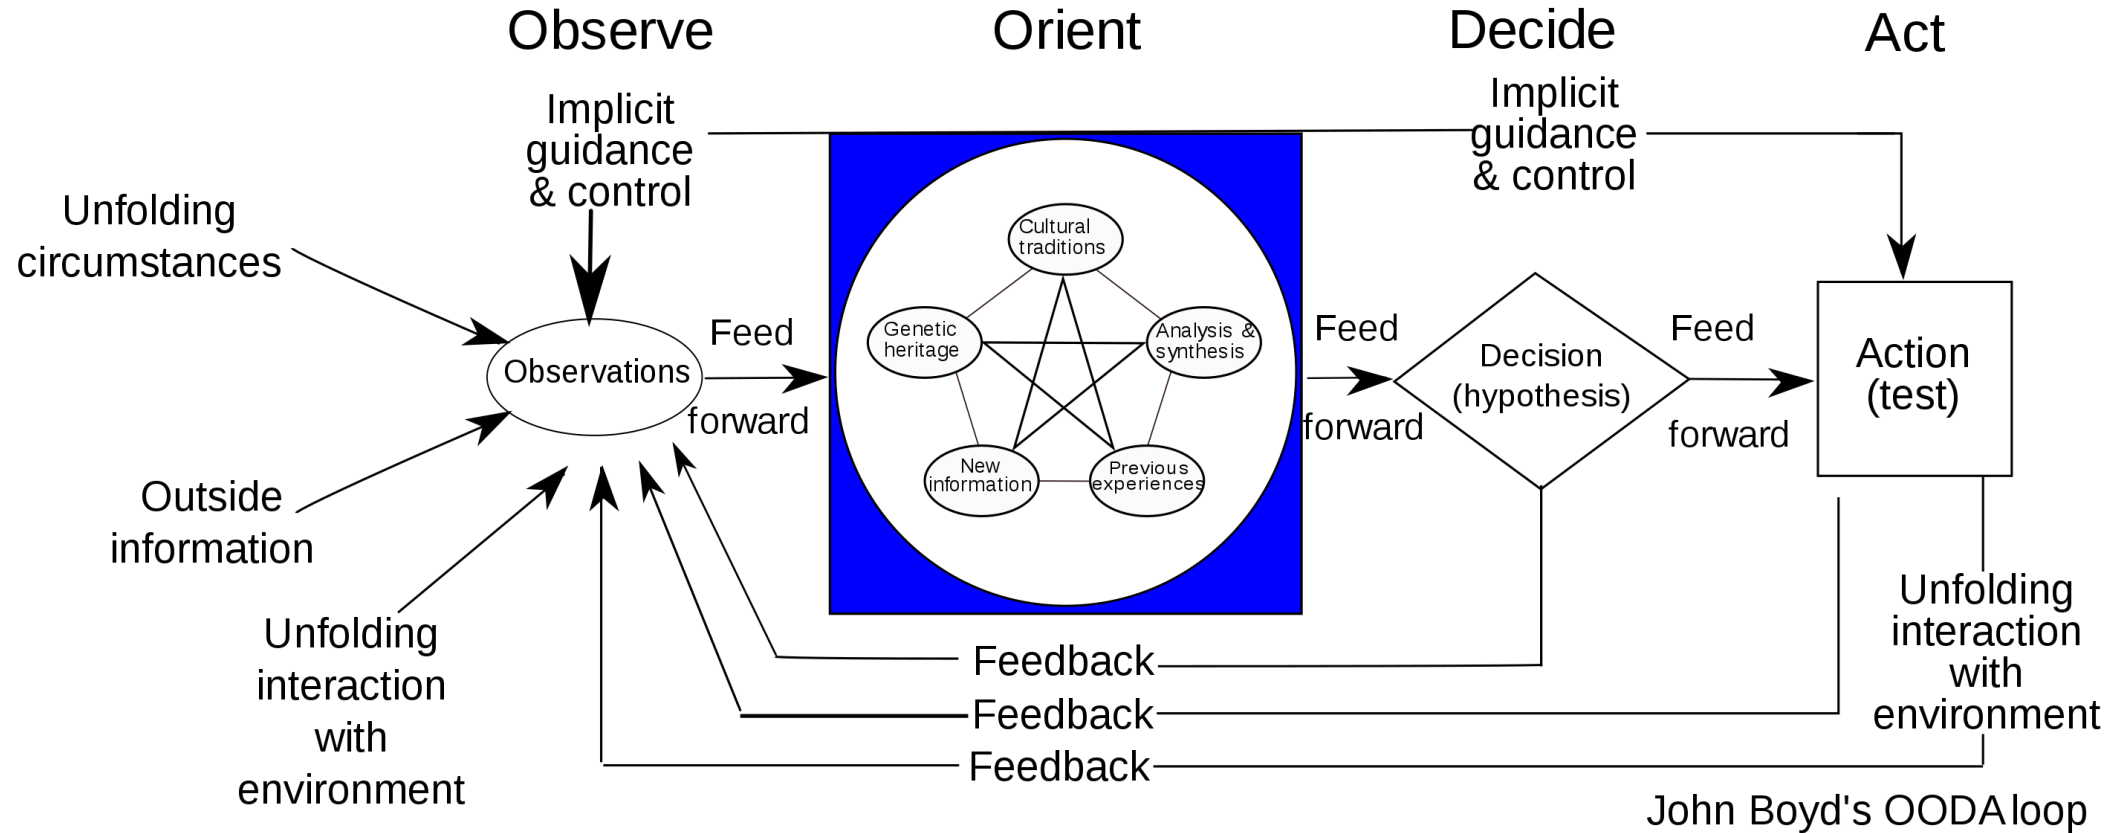 Observe
Orient
Decide
Act
Implicit
guidance
& control
Implicit
guidance
& control
Unfolding
circumstances
Cultural
traditions
Genetic
heritage
Analysis &
synthesis
New
information
Previous
experiences
Observations
Feed
forward
Feed
forward
Decision
(hypothesis)
Feed
forward
Action
(test)
Outside
information
Unfolding
interaction
with
environment
Unfolding
interaction
with
environment
Feedback
Feedback
Feedback
John Boyd's OODA loop